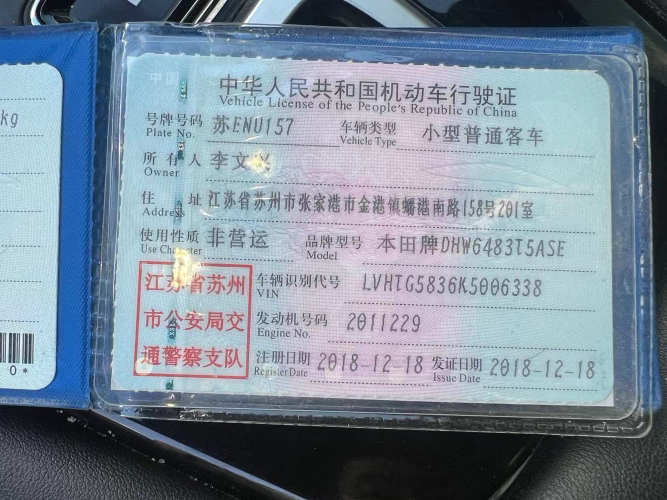 kg
中华人民共和国机动车行驶证
Vehicle License of the People's Republic of China
号牌号码 苏ENU157 车辆类型 小型普通客车
Plate No. Vehicle Type
所有人 李文兴
Owner
住址 江苏省苏州市张家港市金港镇蟠港南路158号201室
Address
使用性质 非营运 品牌型号 本田牌DHW6483T5ASE
Use Character Model
江苏省苏州
市公安局交
通警察支队
车辆识别代号 LVHTG5836K5006338
VIN
发动机号码 2011229
Engine No.
注册日期 2018-12-18 发证日期 2018-12-18
Register Date Issue Date
0*